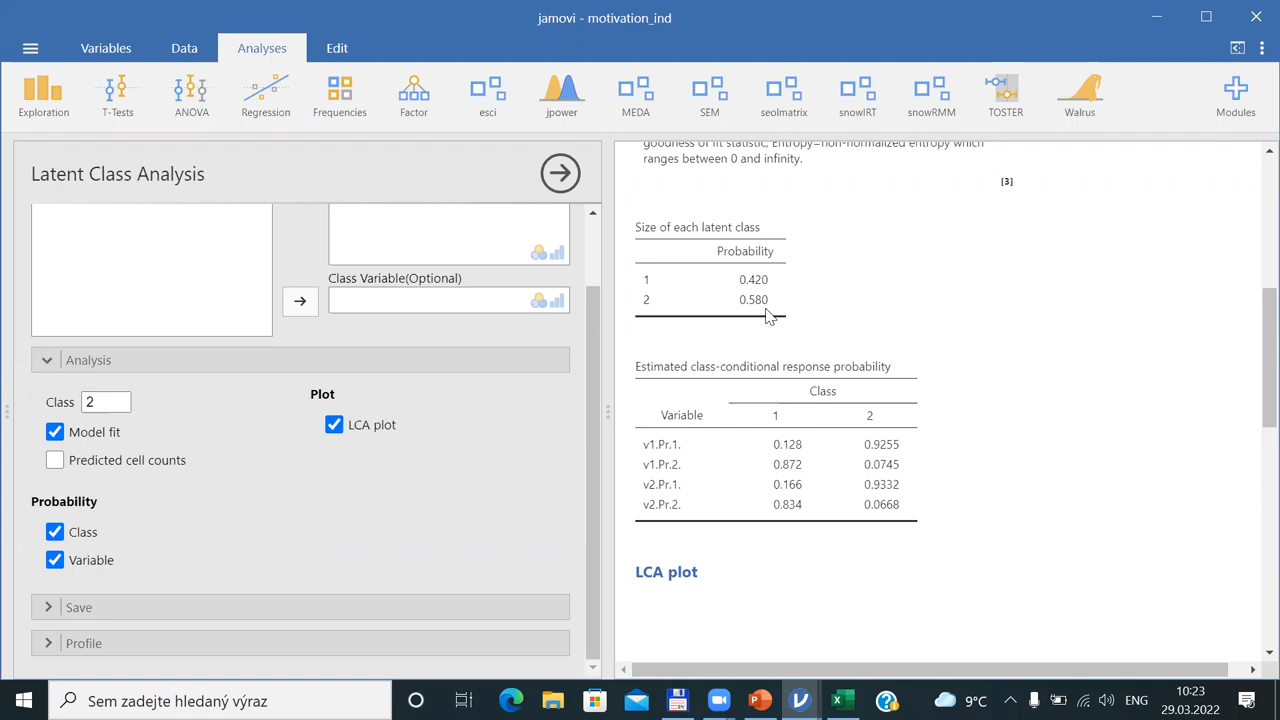 jamovi - motivation_ind
Variables Data Analyses Edit
Exploration T-Tests ANOVA Regression Frequencies Factor esci jpower MEDA SEM seolmatrix snowIRT snowRMM TOSTER Walrus Modules
Latent Class Analysis
Class Variable(Optional)
Analysis
Class 2
Model fit
Predicted cell counts
Plot
LCA plot
Probability
Class
Variable
Save
Profile
goodness of fit statistic, Entropy=non-normalized entropy which
ranges between 0 and infinity.
[3]
Size of each latent class
Probability
1 0.420
2 0.580
Estimated class-conditional response probability
Class
Variable 1 2
v1.Pr.1. 0.128 0.9255
v1.Pr.2. 0.872 0.0745
v2.Pr.1. 0.166 0.9332
v2.Pr.2. 0.834 0.0668
LCA plot
Sem zadejte hledaný výraz
9°C
ENG
10:23
29.03.2022